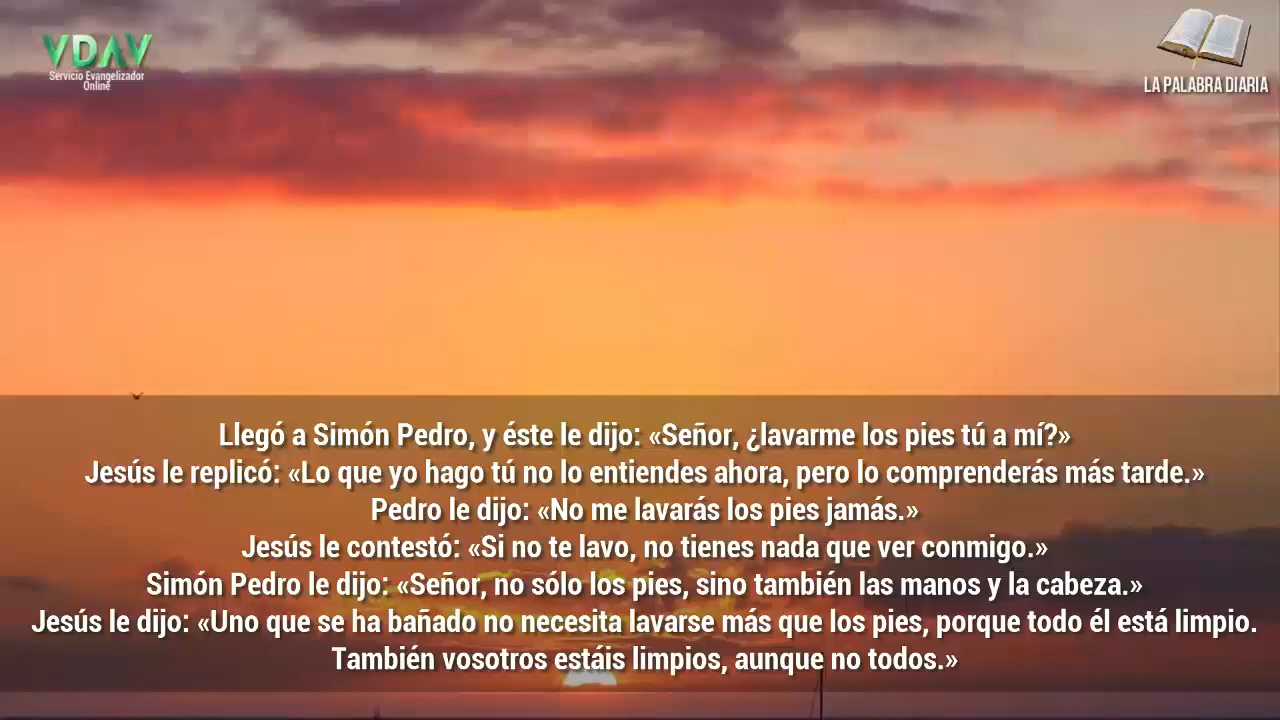 VDAV
Servicio Evangelizador
Online
LA PALABRA DIARIA
Llegó a Simón Pedro, y éste le dijo: «Señor, ¿lavarme los pies tú a mí?»
Jesús le replicó: «Lo que yo hago tú no lo entiendes ahora, pero lo comprenderás más tarde.»
Pedro le dijo: «No me lavarás los pies jamás.»
Jesús le contestó: «Si no te lavo, no tienes nada que ver conmigo.»
Simón Pedro le dijo: «Señor, no sólo los pies, sino también las manos y la cabeza.»
Jesús le dijo: «Uno que se ha bañado no necesita lavarse más que los pies, porque todo él está limpio.
También vosotros estáis limpios, aunque no todos.»